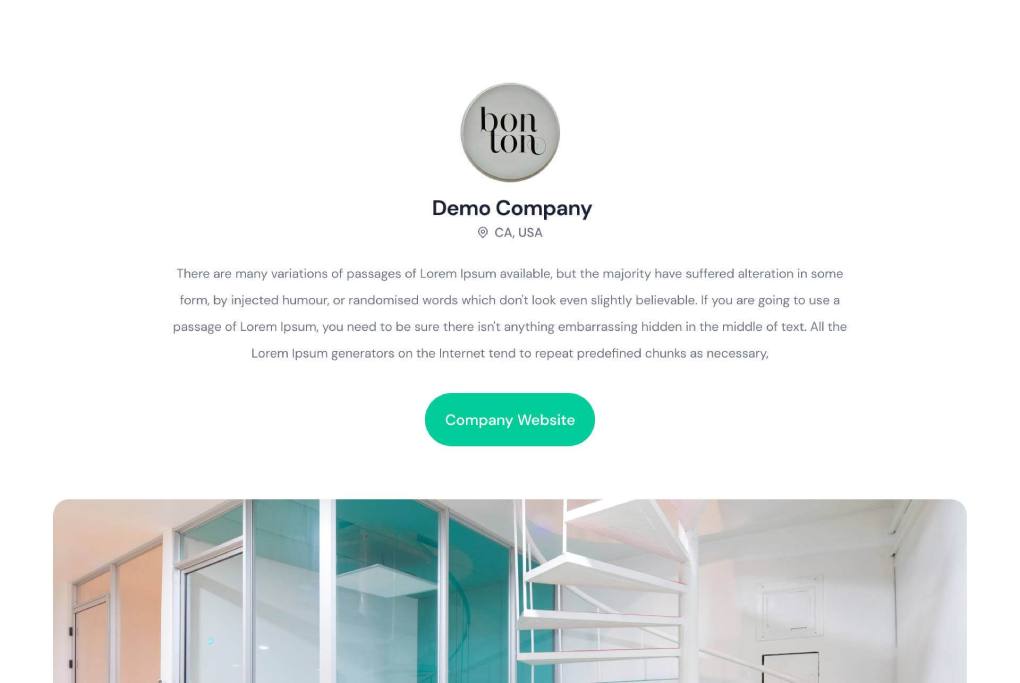 bon
ton
Demo Company
CA, USA
There are many variations of passages of Lorem Ipsum available, but the majority have suffered alteration in some
form, by injected humour, or randomised words which don't look even slightly believable. If you are going to use a
passage of Lorem Ipsum, you need to be sure there isn't anything embarrassing hidden in the middle of text. All the
Lorem Ipsum generators on the Internet tend to repeat predefined chunks as necessary,
Company Website